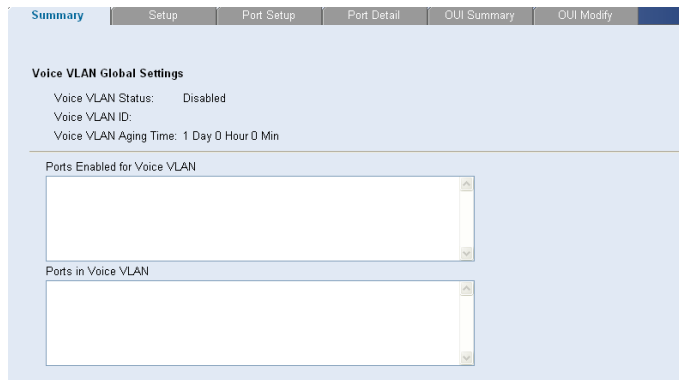 Summary Setup Port Setup Port Detail OUI Summary OUI Modify
Voice VLAN Global Settings
Voice VLAN Status: Disabled
Voice VLAN ID:
Voice VLAN Aging Time: 1 Day 0 Hour 0 Min
Ports Enabled for Voice VLAN
Ports in Voice VLAN